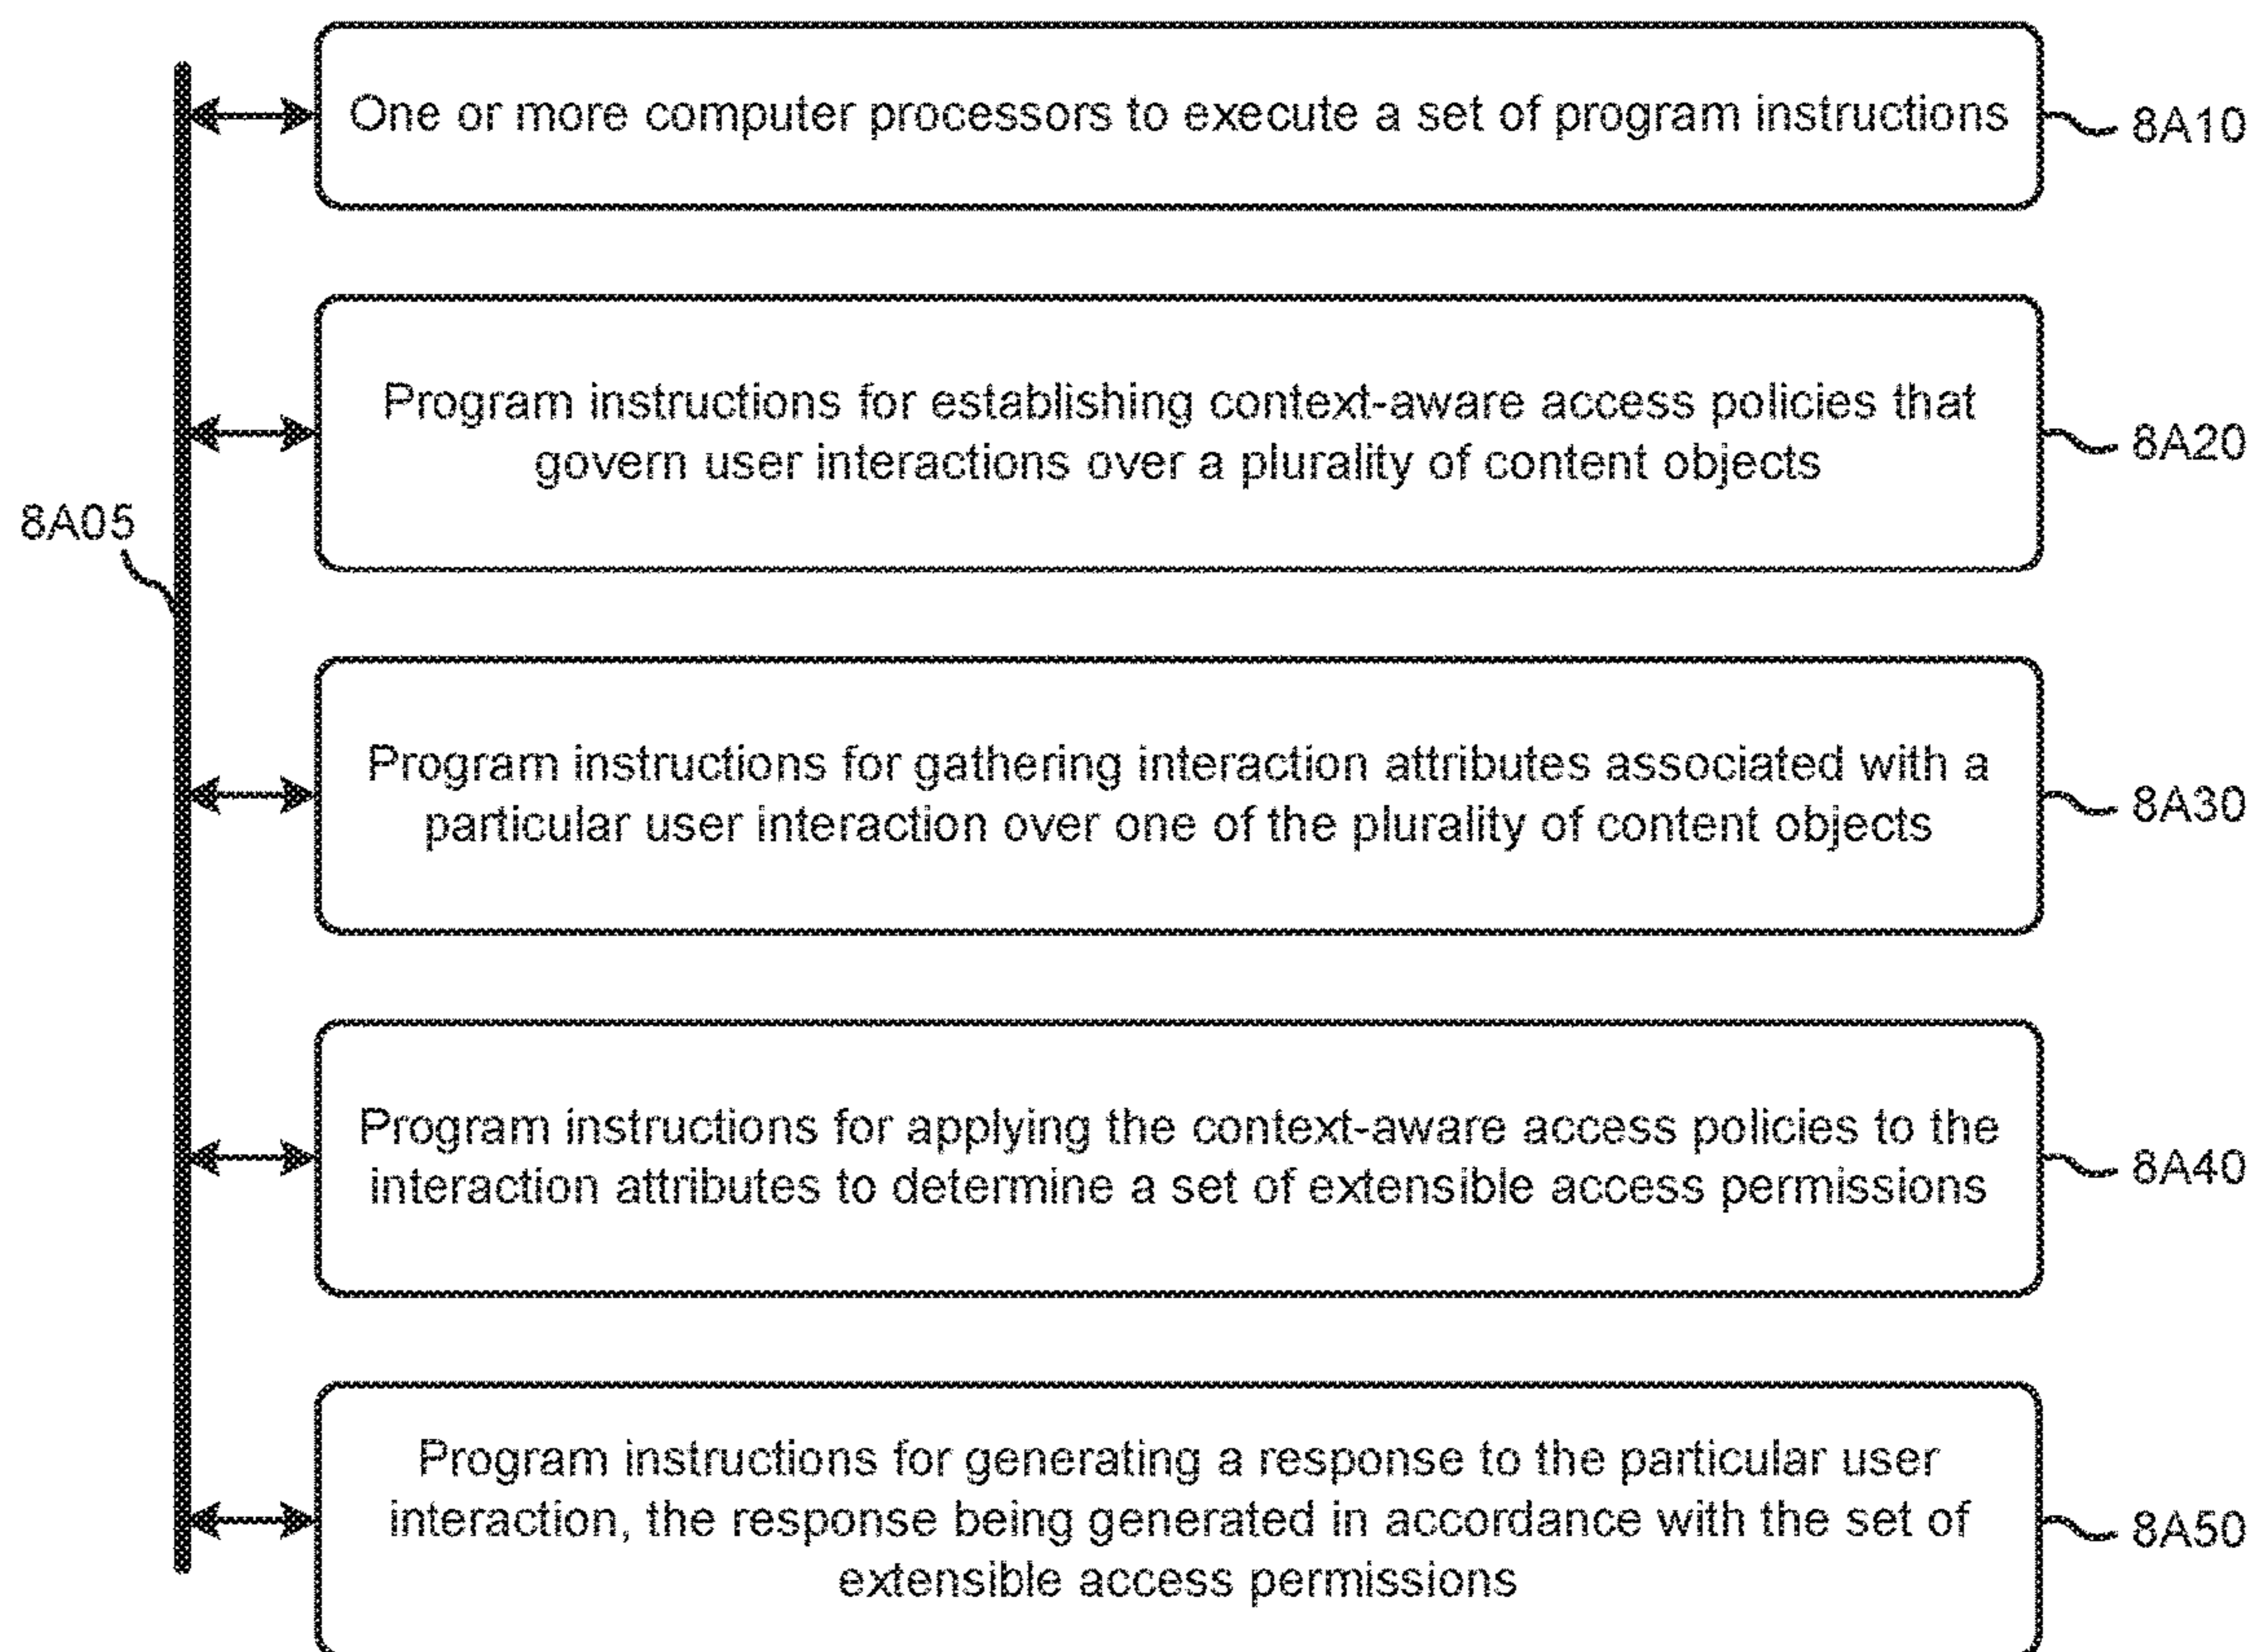 One or more computer processors to execute a set of program instructions
8A10
Program instructions for establishing context-aware access policies that
govern user interactions over a plurality of content objects
8A20
8A05
Program instructions for gathering interaction attributes associated with a
particular user interaction over one of the plurality of content objects
8A30
Program instructions for applying the context-aware access policies to the
interaction attributes to determine a set of extensible access permissions
8A40
Program instructions for generating a response to the particular user
interaction, the response being generated in accordance with the set of
extensible access permissions
8A50